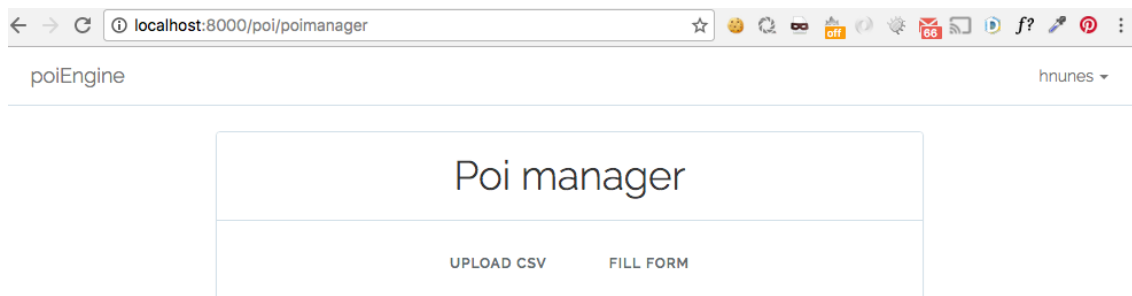 localhost:8000/poi/poimanager
off
66
D
f?
poiEngine
hnunes
Poi manager
UPLOAD CSV
FILL FORM